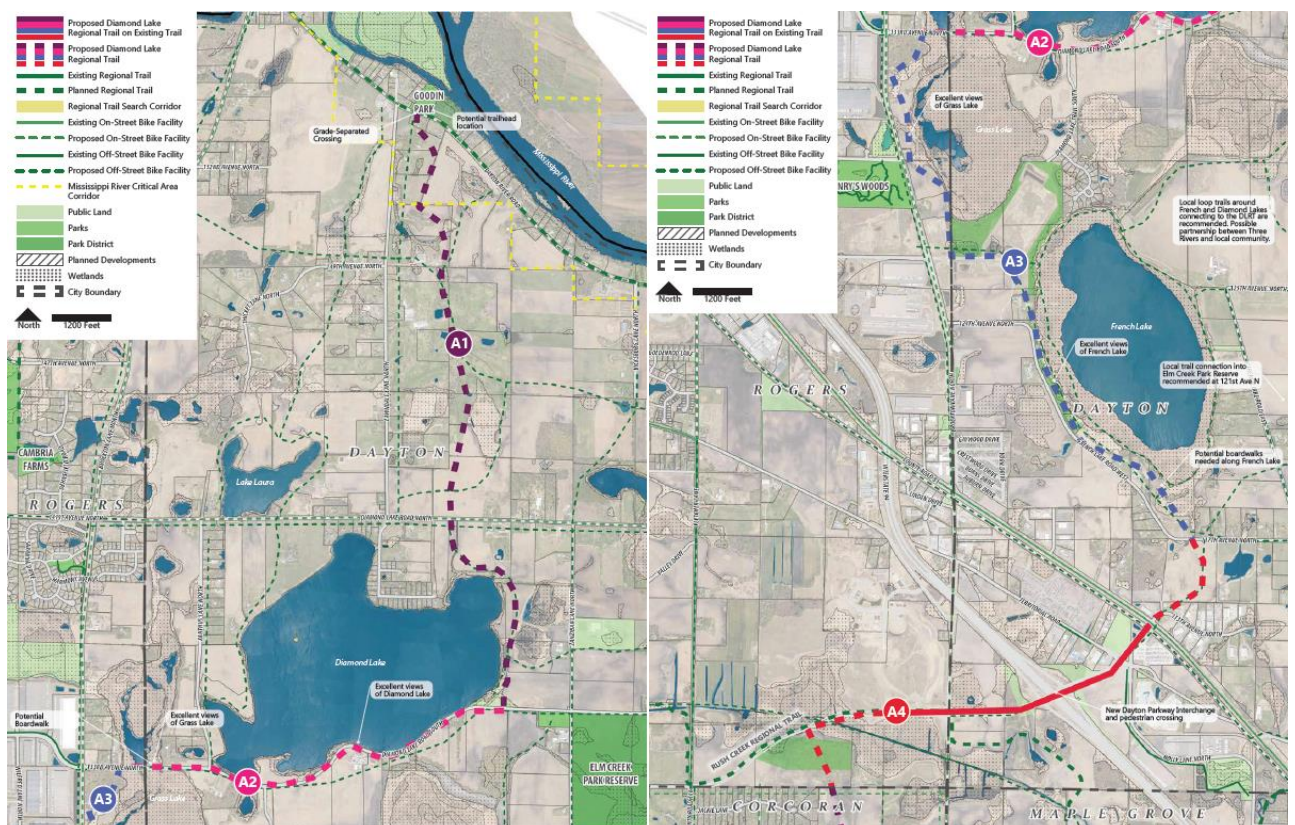 Proposed Diamond Lake
Regional Trail on Existing Trail
Proposed Diamond Lake
Regional Trail
Existing Regional Trail
Planned Regional Trail
Regional Trail Search Corridor
Existing On-Street Bike Facility
Proposed On-Street Bike Facility
Existing Off-Street Bike Facility
Proposed Off-Street Bike Facility
Mississippi River Critical Area
Corridor
Public Land
Parks
Park District
Planned Developments
Wetlands
City Boundary
North
1200 Feet
GOODIN
PARK
Potential trailhead
location
Grade-Separated
Crossing
Mississippi River
A1
CAMBRIA
FARMS
Lake Laura
DAYTON
ROGERS
DIAMOND LAKE ROAD NORTH
Diamond Lake
Excellent views
of Diamond Lake
Potential
Boardwalk
Excellent views
of Grass Lake
A2
A3
Grass Lake
ELM CREEK
PARK RESERVE
Proposed Diamond Lake
Regional Trail on Existing Trail
Proposed Diamond Lake
Regional Trail
Existing Regional Trail
Planned Regional Trail
Regional Trail Search Corridor
Existing On-Street Bike Facility
Proposed On-Street Bike Facility
Existing Off-Street Bike Facility
Proposed Off-Street Bike Facility
Public Land
Parks
Park District
Planned Developments
Wetlands
City Boundary
North
1200 Feet
A2
Excellent views
of Grass Lake
Grass Lake
NRY'S WOODS
Local loop trails around
French and Diamond Lakes
connecting to the DLRT are
recommended. Possible
partnership between Three
Rivers and local community.
A3
French Lake
Excellent views
of French Lake
Local trail connection into
Elm Creek Park Reserve
recommended at 121st Ave N
ROGERS
DAYTON
Potential boardwalks
needed along French Lake
TERRITORIAL ROAD
A4
RUSH CREEK REGIONAL TRAIL
New Dayton Parkway Interchange
and pedestrian crossing
CORCORAN
MAPLE GROVE